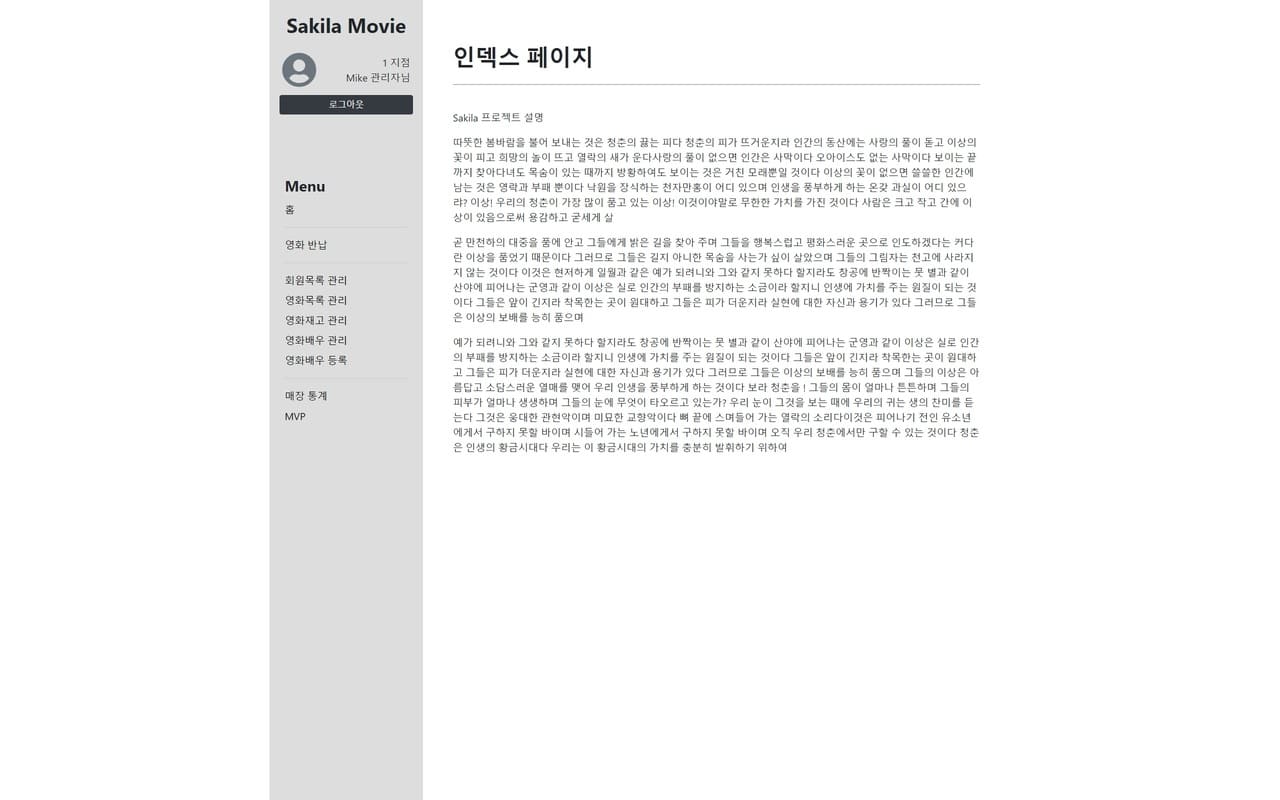 Sakila Movie
1 지점
Mike 관리자님
로그아웃
Menu
홈
영화 반납
회원목록 관리
영화목록 관리
영화재고 관리
영화배우 관리
영화배우 등록
매장 통계
MVP
인덱스 페이지
Sakila 프로젝트 설명
따뜻한 봄바람을 불어 보내는 것은 청춘의 끓는 피다 청춘의 피가 뜨거운지라 인간의 동산에는 사랑의 풀이 돋고 이상의
꽃이 피고 희망의 놀이 뜨고 열락의 새가 운다사랑의 풀이 없으면 인간은 사막이다 오아이스도 없는 사막이다 보이는 끝
까지 찾아다녀도 목숨이 있는 때까지 방황하여도 보이는 것은 거친 모래뿐일 것이다 이상의 꽃이 없으면 쓸쓸한 인간에
남는 것은 영락과 부패 뿐이다 낙원을 장식하는 천자만홍이 어디 있으며 인생을 풍부하게 하는 온갖 과실이 어디 있으
랴? 이상! 우리의 청춘이 가장 많이 품고 있는 이상! 이것이야말로 무한한 가치를 가진 것이다 사람은 크고 작고 간에 이
상이 있음으로써 용감하고 굳세게 살
곧 만천하의 대중을 품에 안고 그들에게 밝은 길을 찾아 주며 그들을 행복스럽고 평화스러운 곳으로 인도하겠다는 커다
란 이상을 품었기 때문이다 그러므로 그들은 길지 아니한 목숨을 사는가 싶이 살았으며 그들의 그림자는 천고에 사라지
지 않는 것이다 이것은 현저하게 일월과 같은 예가 되려니와 그와 같지 못하다 할지라도 창공에 반짝이는 뭇 별과 같이
산야에 피어나는 군영과 같이 이상은 실로 인간의 부패를 방지하는 소금이라 할지니 인생에 가치를 주는 원질이 되는 것
이다 그들은 앞이 긴지라 착목한는 곳이 원대하고 그들은 피가 더운지라 실현에 대한 자신과 용기가 있다 그러므로 그들
은 이상의 보배를 능히 품으며
예가 되려니와 그와 같지 못하다 할지라도 창공에 반짝이는 뭇 별과 같이 산야에 피어나는 군영과 같이 이상은 실로 인간
의 부패를 방지하는 소금이라 할지니 인생에 가치를 주는 원질이 되는 것이다 그들은 앞이 긴지라 착목한는 곳이 원대하
고 그들은 피가 더운지라 실현에 대한 자신과 용기가 있다 그러므로 그들은 이상의 보배를 능히 품으며 그들의 이상은 아
름답고 소담스러운 열매를 맺어 우리 인생을 풍부하게 하는 것이다 보라 청춘을 ! 그들의 몸이 얼마나 튼튼하며 그들의
피부가 얼마나 생생하며 그들의 눈에 무엇이 타오르고 있는가? 우리 눈이 그것을 보는 때에 우리의 귀는 생의 찬미를 듣
는다 그것은 웅대한 관현악이며 미묘한 교향악이다 뼈 끝에 스며들어 가는 열락의 소리다이것은 피어나기 전인 유소년
에게서 구하지 못할 바이며 시들어 가는 노년에게서 구하지 못할 바이며 오직 우리 청춘에서만 구할 수 있는 것이다 청춘
은 인생의 황금시대다 우리는 이 황금시대의 가치를 충분히 발휘하기 위하여